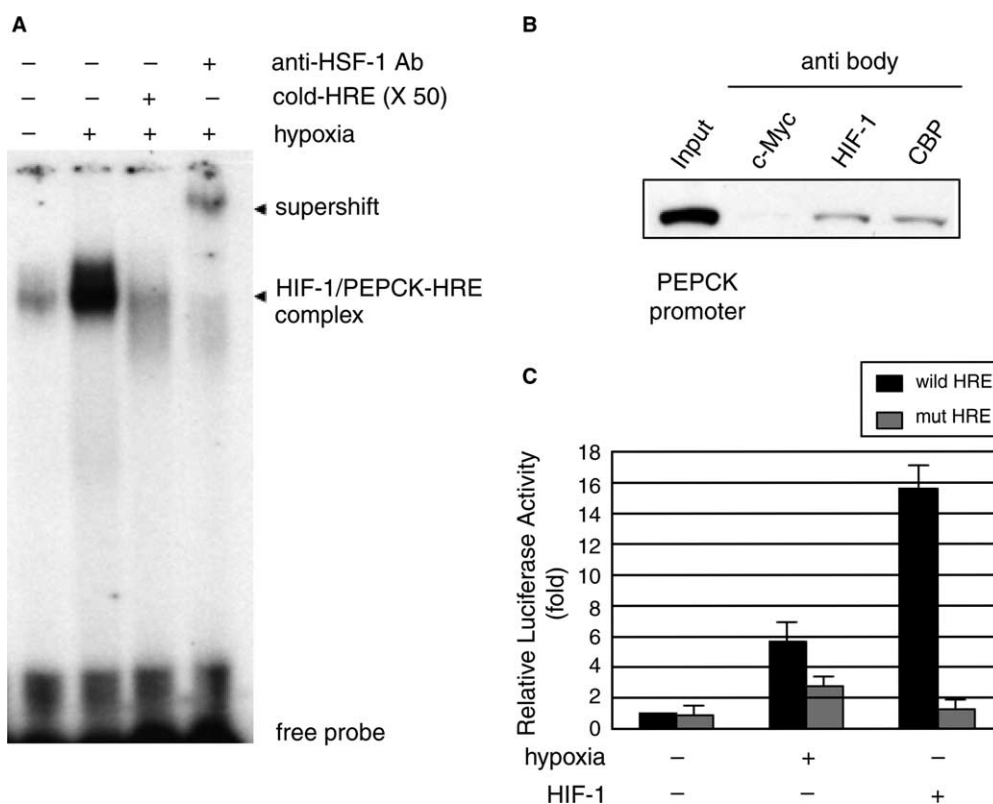 A
– – – + anti-HSF-1 Ab
– – + – cold-HRE (X 50)
– + + + hypoxia
supershift
HIF-1/PEPCK-HRE
complex
free probe
B
anti body
Input c-Myc HIF-1 CBP
PEPCK
promoter
C
wild HRE
mut HRE
Relative Luciferase Activity
(fold)
18
16
14
12
10
8
6
4
2
0
hypoxia – + –
HIF-1 – – +